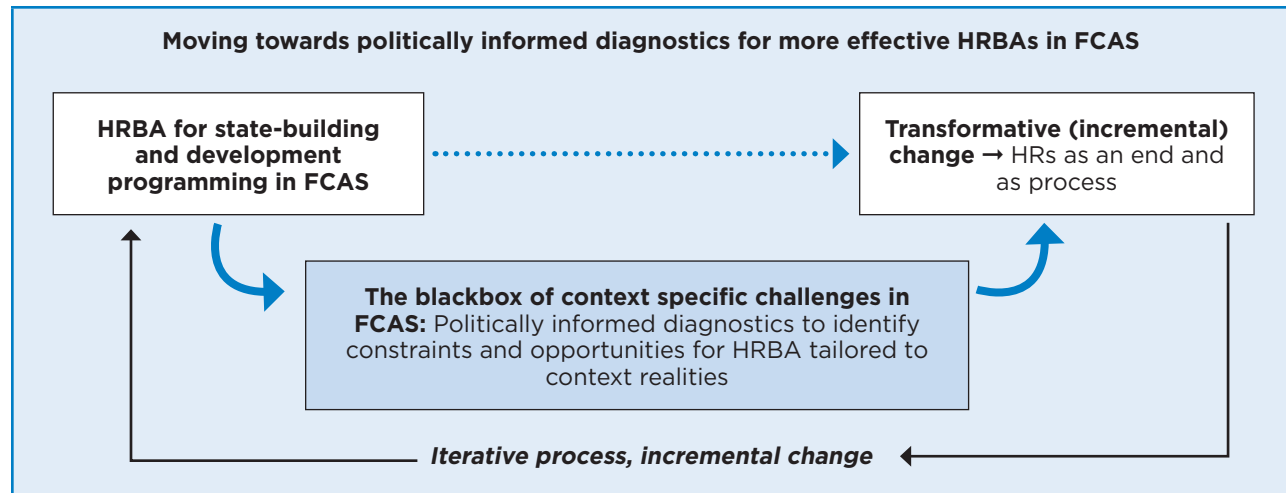 Moving towards politically informed diagnostics for more effective HRBAs in FCAS
HRBA for state-building
and development
programming in FCAS
Transformative (incremental)
change → HRs as an end and
as process
The blackbox of context specific challenges in
FCAS: Politically informed diagnostics to identify
constraints and opportunities for HRBA tailored to
context realities
Iterative process, incremental change